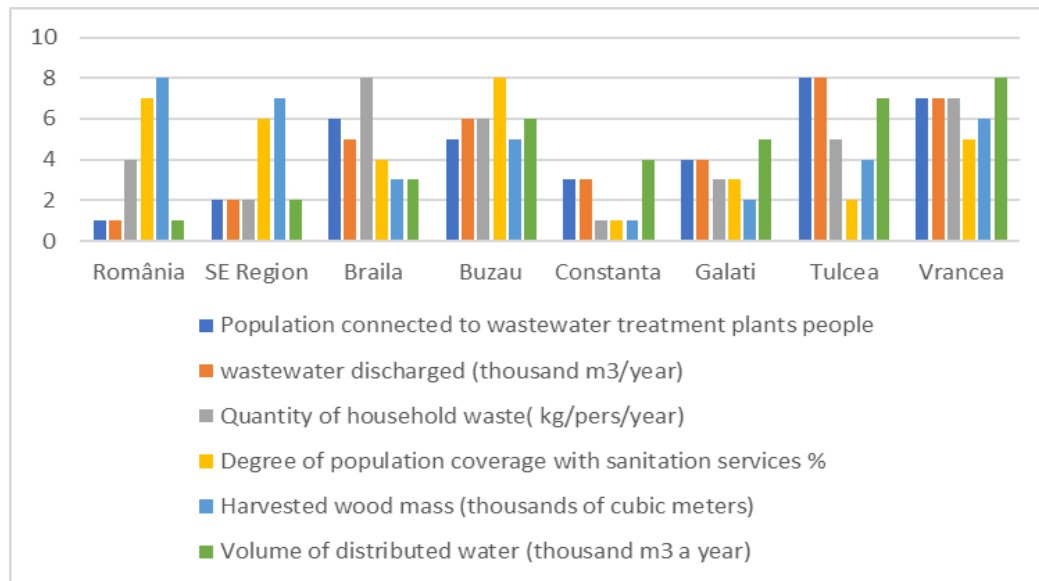 10
8
6
4
2
0
România SE Region Braila Buzau Constanta Galati Tulcea Vrancea
Population connected to wastewater treatment plants people
wastewater discharged (thousand m3/year)
Quantity of household waste( kg/pers/year)
Degree of population coverage with sanitation services %
Harvested wood mass (thousands of cubic meters)
Volume of distributed water (thousand m3 a year)